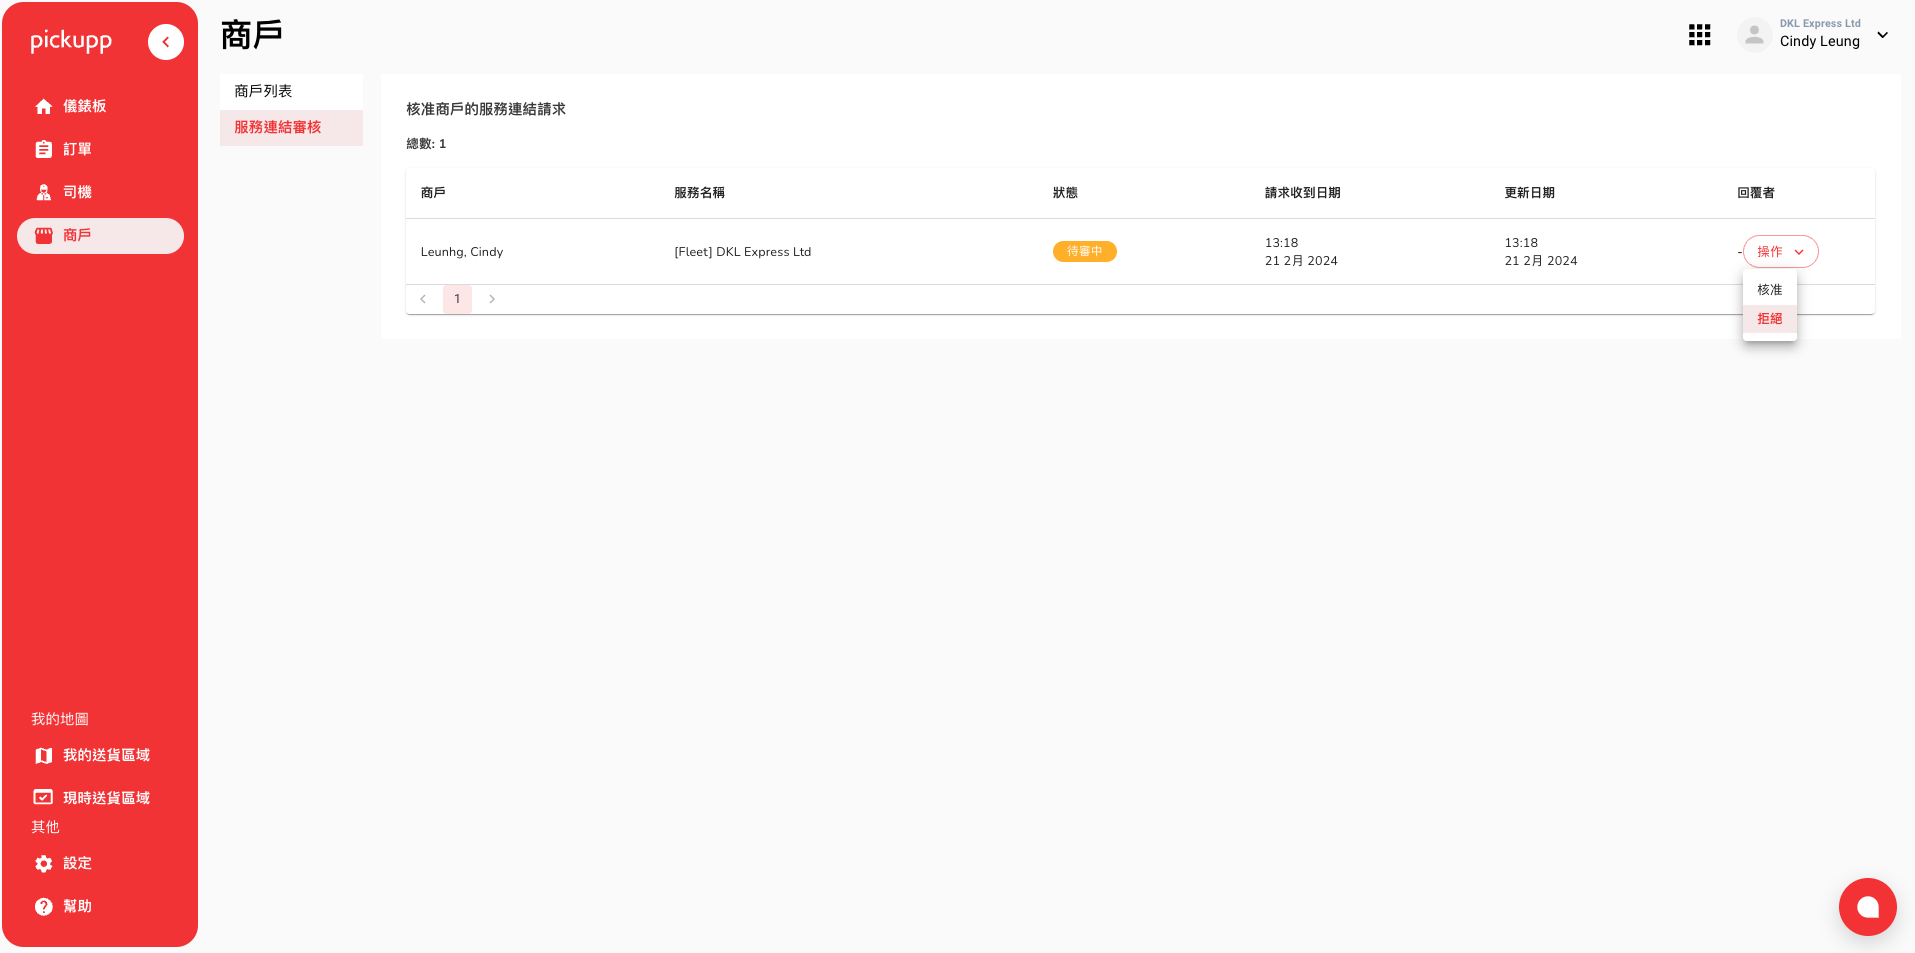 pickupp
商戶
DKL Express Ltd
Cindy Leung
儀錶板
訂單
司機
商戶
商戶列表
服務連結審核
核准商戶的服務連結請求
總數: 1
商戶 服務名稱 狀態 請求收到日期 更新日期 回覆者
Leunhg, Cindy [Fleet] DKL Express Ltd 待審中 13:18 13:18 - 操作
21 2月 2024 21 2月 2024
核准
拒絕
1
我的地圖
我的送貨區域
現時送貨區域
其他
設定
幫助